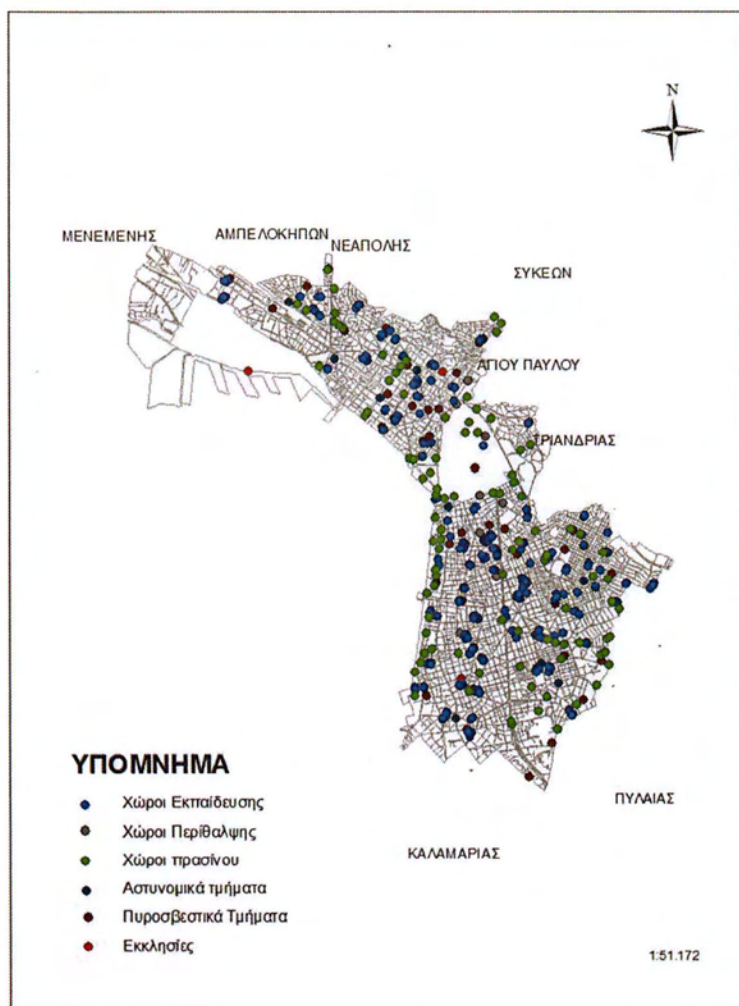 N
ΜΕΝΕΜΕΝΗΣ
ΑΜΠΕΛΟΚΗΠΩΝ
ΝΕΑΠΟΛΗΣ
ΣΥΚΕΩΝ
ΑΓΙΟΥ ΠΑΥΛΟΥ
ΤΡΙΑΝΔΡΙΑΣ
ΥΠΟΜΝΗΜΑ
Χώροι Εκπαίδευσης
Χώροι Περίθαλψης
Χώροι πρασίνου
Αστυνομικά τμήματα
Πυροσβεστικά Τμήματα
Εκκλησίες
ΠΥΛΑΙΑΣ
ΚΑΛΑΜΑΡΙΑΣ
1:51.172